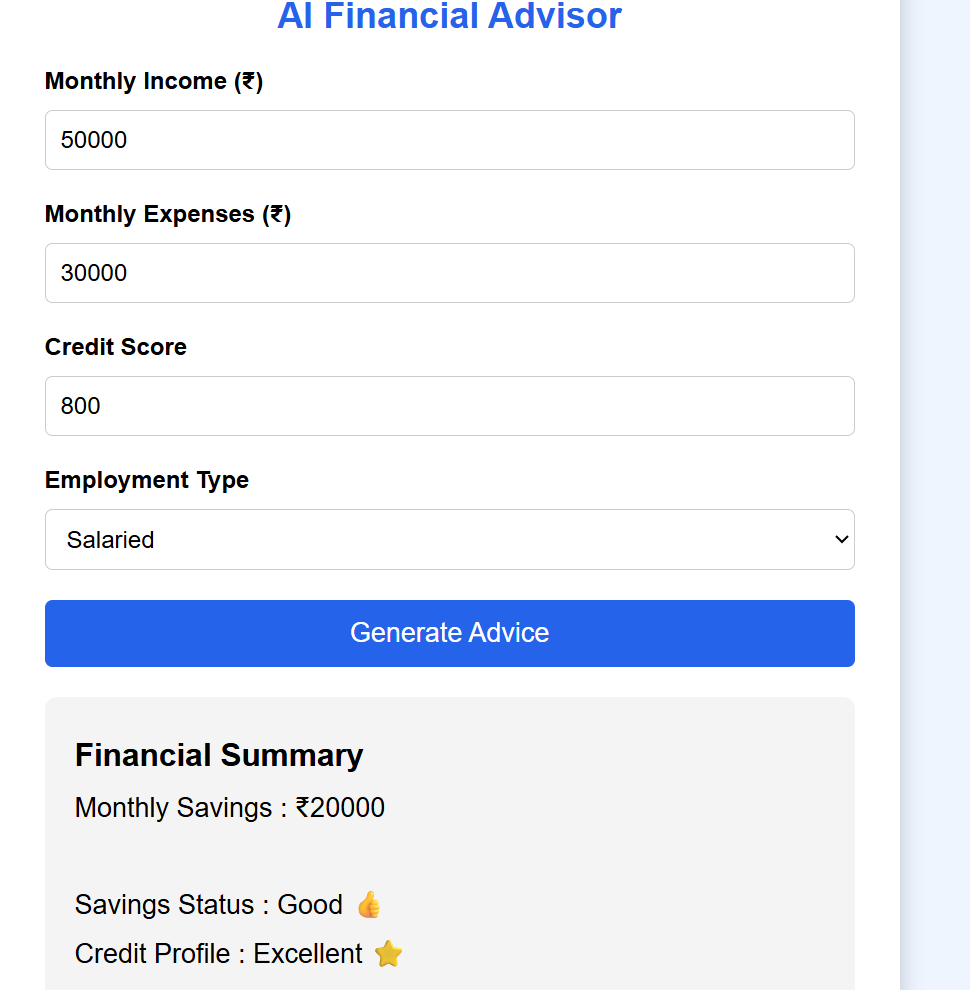 AI Financial Advisor
Monthly Income (₹)
50000
Monthly Expenses (₹)
30000
Credit Score
800
Employment Type
Salaried
Generate Advice
Financial Summary
Monthly Savings : ₹20000
Savings Status : Good 👍
Credit Profile : Excellent ⭐